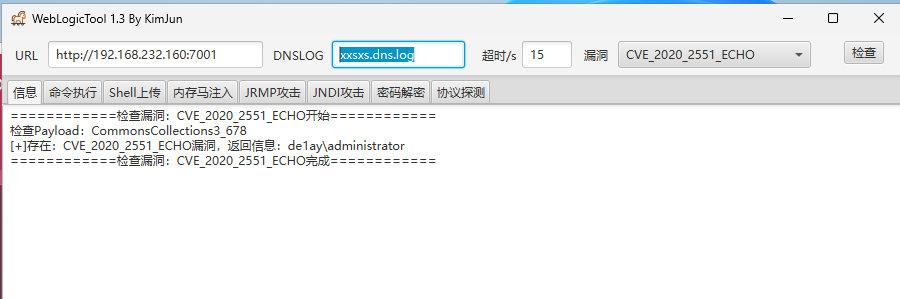 WebLogicTool 1.3 By KimJun
URL http://192.168.232.160:7001 DNSLOG xxsxs.dns.log 超时/s 15 漏洞 CVE_2020_2551_ECHO 检查
信息 命令执行 Shell上传 内存马注入 JRMP攻击 JNDI攻击 密码解密 协议探测
============检查漏洞：CVE_2020_2551_ECHO开始============
检查Payload：CommonsCollections3_678
[+]存在：CVE_2020_2551_ECHO漏洞，返回信息：de1ay\administrator
============检查漏洞：CVE_2020_2551_ECHO完成============